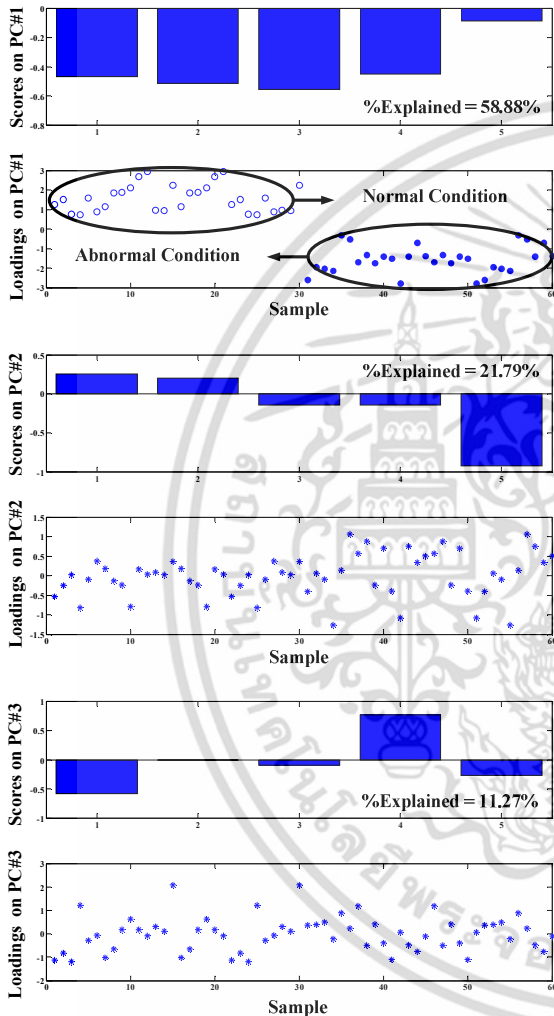 Scores on PC#1
0
-0.2
-0.4
-0.6
-0.8
%Explained = 58.88%
1 2 3 4 5
Loadings on PC#1
3
2
1
0
-1
-2
-3
Normal Condition
Abnormal Condition
0 10 20 30 40 50 60
Sample
Scores on PC#2
0.5
0
-0.5
-1
%Explained = 21.79%
1 2 3 4 5
Loadings on PC#2
1.5
1
0.5
0
-0.5
-1
-1.5
0 10 20 30 40 50 60
Sample
Scores on PC#3
1
0.5
0
-0.5
-1
%Explained = 11.27%
1 2 3 4 5
Loadings on PC#3
3
2
1
0
-1
-2
0 10 20 30 40 50 60
Sample